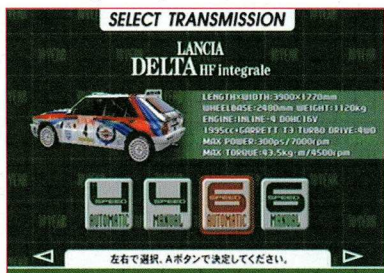 SELECT TRANSMISSION
LANCIA
DELTA HF integrale
LENGTH×WIDTH:3900×1770mm
WHEELBASE:2480mm WEIGHT:1120kg
ENGINE:INLINE-4 DOHC16V
1995cc+GARRETT T3 TURBO DRIVE:4WD
MAX POWER:300ps/7000rpm
MAX TORQUE:43.5kg-m/4500rpm
4 SPEED AUTOMATIC
4 SPEED MANUAL
6 SPEED AUTOMATIC
6 SPEED MANUAL
左右で選択、Aボタンで決定してください。